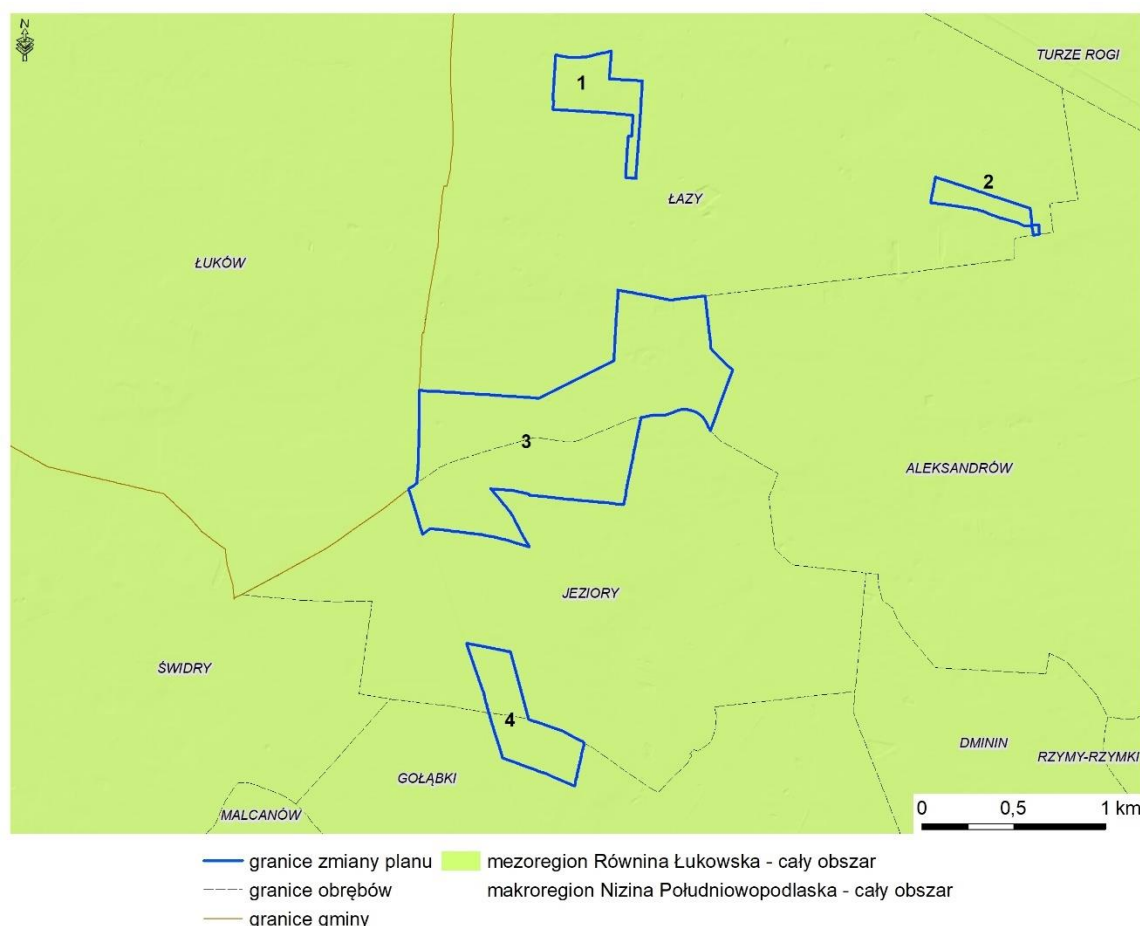 N
TURZE ROGI
1
2
ŁAZY
ŁUKÓW
3
ALEKSANDRÓW
JEZIORY
ŚWIDRY
4
DMININ
RZYMY-RZYMKI
GOŁĄBKI
MALCANÓW
0 0,5 1 km
granice zmiany planu mezoregion Równina Łukowska - cały obszar
granice obrębów makroregion Nizina Południowopodlaska - cały obszar
granice gminy